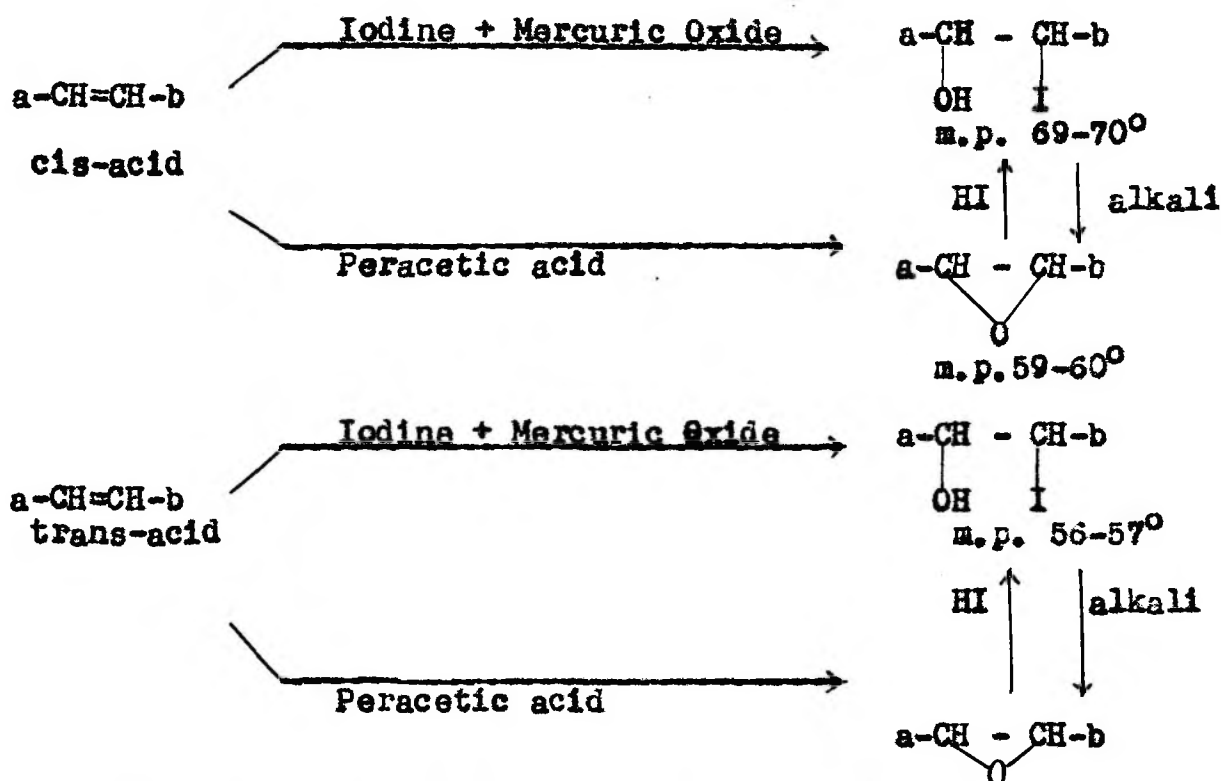 Iodine + Mercuric Oxide
a-CH - CH-b
a-CH=CH-b
OH I
m.p. 69-70°
cis-acid
HI alkali
Peracetic acid
a-CH - CH-b
O
m.p.59-60°
Iodine + Mercuric Oxide
a-CH - CH-b
a-CH=CH-b
OH I
trans-acid
m.p. 56-57°
HI alkali
Peracetic acid
a-CH - CH-b
O